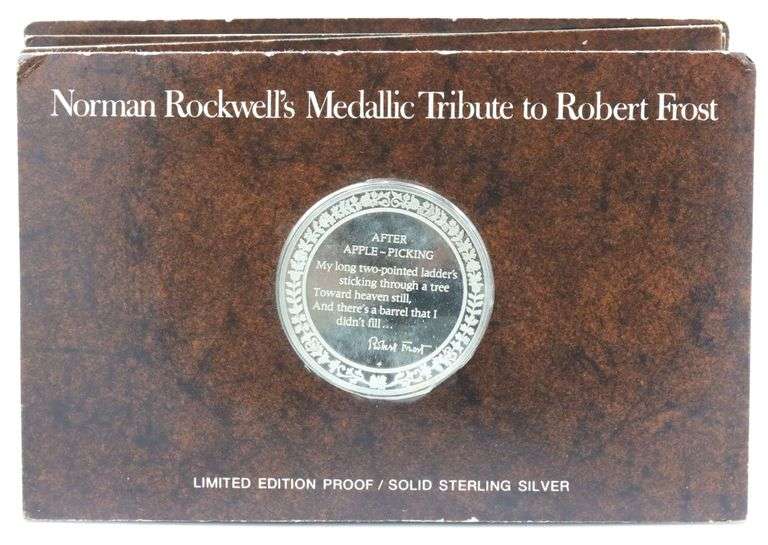 Norman Rockwell's Medallic Tribute to Robert Frost
AFTER
APPLE-PICKING
My long two-pointed ladder's
sticking through a tree
Toward heaven still,
And there's a barrel that I
didn't fill...
Robert Frost
LIMITED EDITION PROOF / SOLID STERLING SILVER